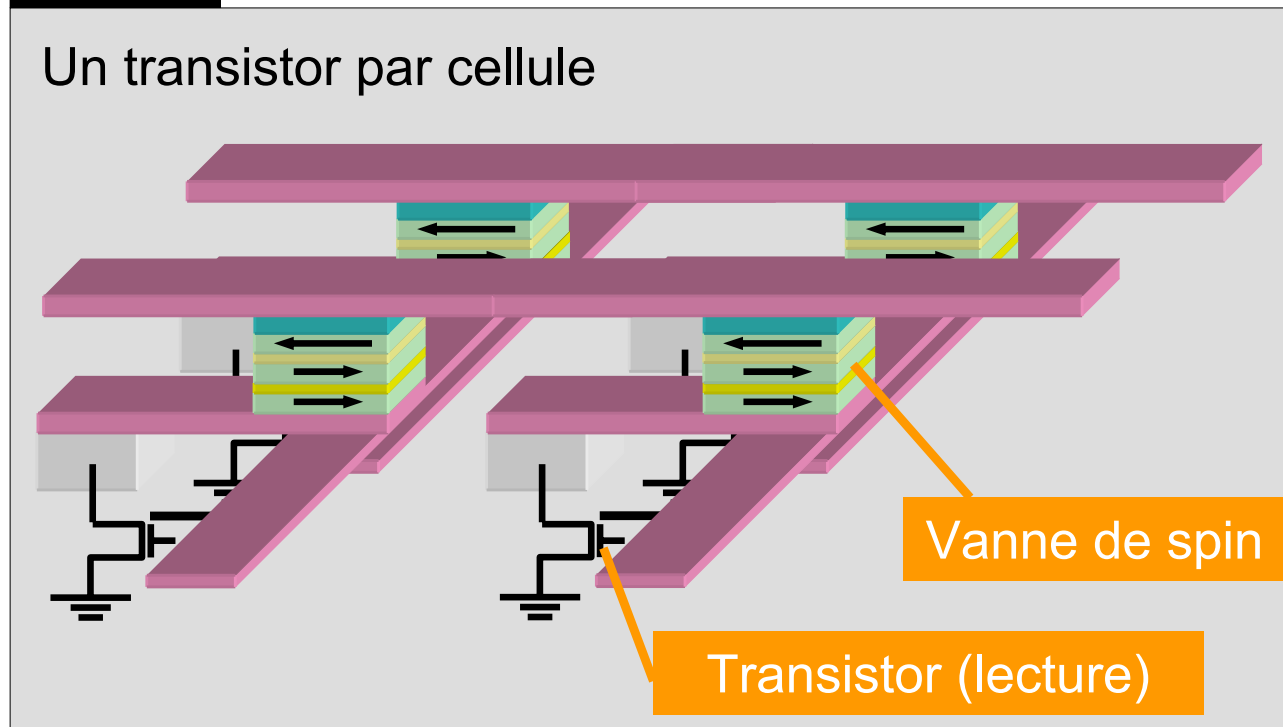 Un transistor par cellule
Vanne de spin
Transistor (lecture)